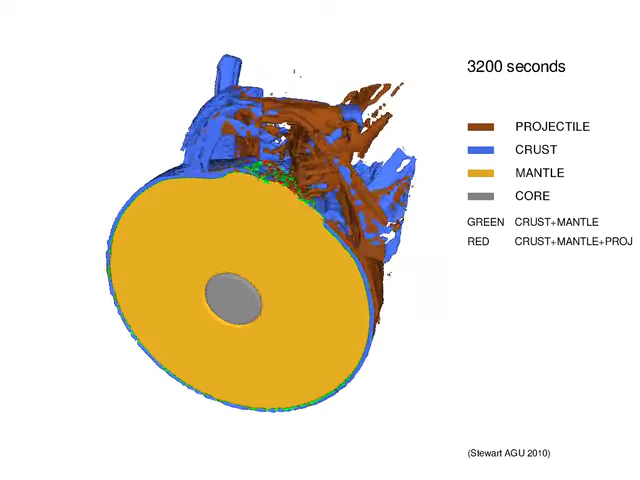 3200 seconds
PROJECTILE
CRUST
MANTLE
CORE
GREEN CRUST+MANTLE
RED CRUST+MANTLE+PROJ
(Stewart AGU 2010)